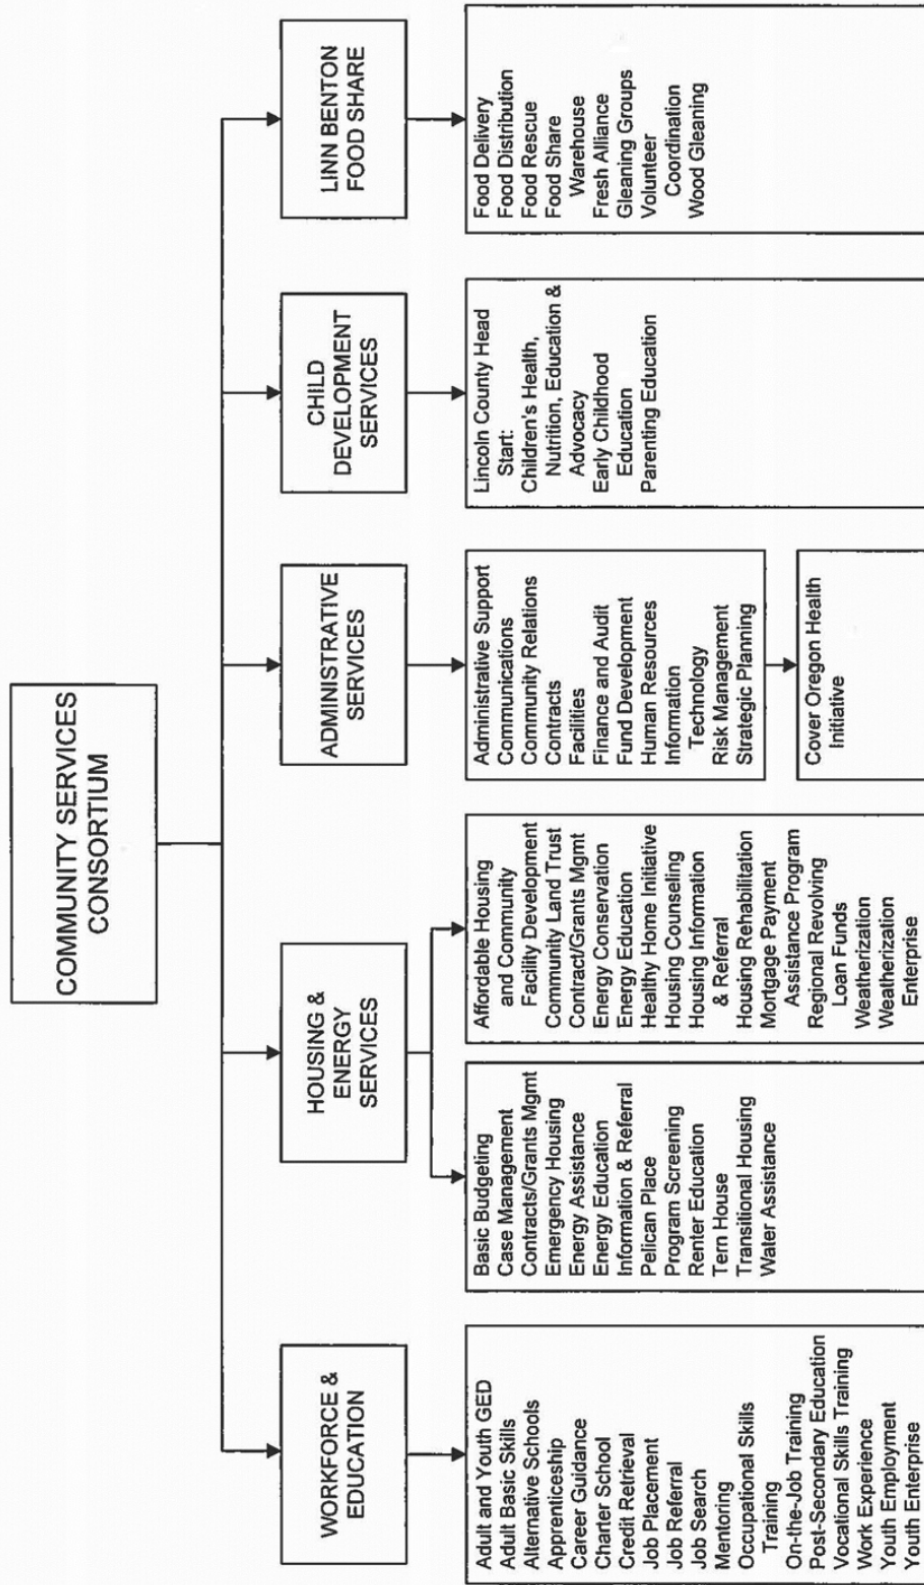 COMMUNITY SERVICES
CONSORTIUM
WORKFORCE &
EDUCATION
Adult and Youth GED
Adult Basic Skills
Alternative Schools
Apprenticeship
Career Guidance
Charter School
Credit Retrieval
Job Placement
Job Referral
Job Search
Mentoring
Occupational Skills
Training
On-the-Job Training
Post-Secondary Education
Vocational Skills Training
Work Experience
Youth Employment
Youth Enterprise
HOUSING &
ENERGY
SERVICES
Basic Budgeting
Case Management
Contracts/Grants Mgmt
Emergency Housing
Energy Assistance
Energy Education
Information & Referral
Pelican Place
Program Screening
Renter Education
Tern House
Transitional Housing
Water Assistance
Affordable Housing
and Community
Facility Development
Community Land Trust
Contract/Grants Mgmt
Energy Conservation
Energy Education
Healthy Home Initiative
Housing Counseling
Housing Information
& Referral
Housing Rehabilitation
Mortgage Payment
Assistance Program
Regional Revolving
Loan Funds
Weatherization
Weatherization
Enterprise
ADMINISTRATIVE
SERVICES
Administrative Support
Communications
Community Relations
Contracts
Facilities
Finance and Audit
Fund Development
Human Resources
Information
Technology
Risk Management
Strategic Planning
Cover Oregon Health
Initiative
CHILD
DEVELOPMENT
SERVICES
Lincoln County Head
Start:
Children's Health,
Nutrition, Education &
Advocacy
Early Childhood
Education
Parenting Education
LINN BENTON
FOOD SHARE
Food Delivery
Food Distribution
Food Rescue
Food Share
Warehouse
Fresh Alliance
Gleaning Groups
Volunteer
Coordination
Wood Gleaning